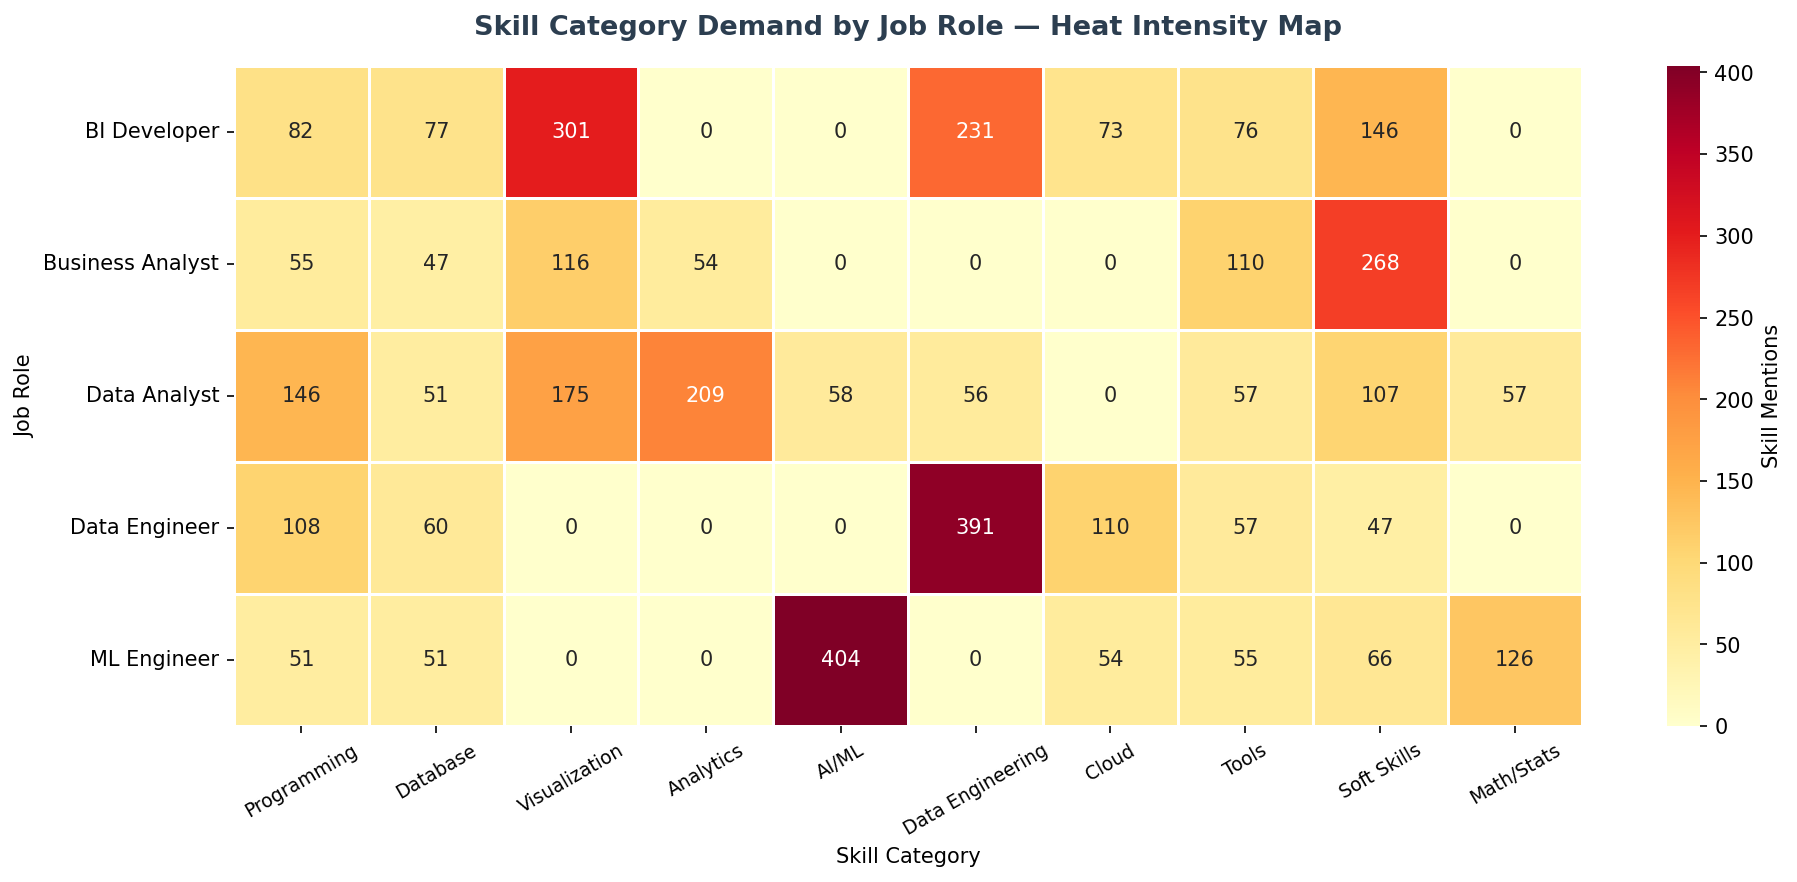 Skill Category Demand by Job Role — Heat Intensity Map
Job Role
BI Developer 82 77 301 0 0 231 73 76 146 0
Business Analyst 55 47 116 54 0 0 0 110 268 0
Data Analyst 146 51 175 209 58 56 0 57 107 57
Data Engineer 108 60 0 0 0 391 110 57 47 0
ML Engineer 51 51 0 0 404 0 54 55 66 126
Programming Database Visualization Analytics AI/ML Data Engineering Cloud Tools Soft Skills Math/Stats
Skill Category
400
350
300
250
200
150
100
50
0
Skill Mentions